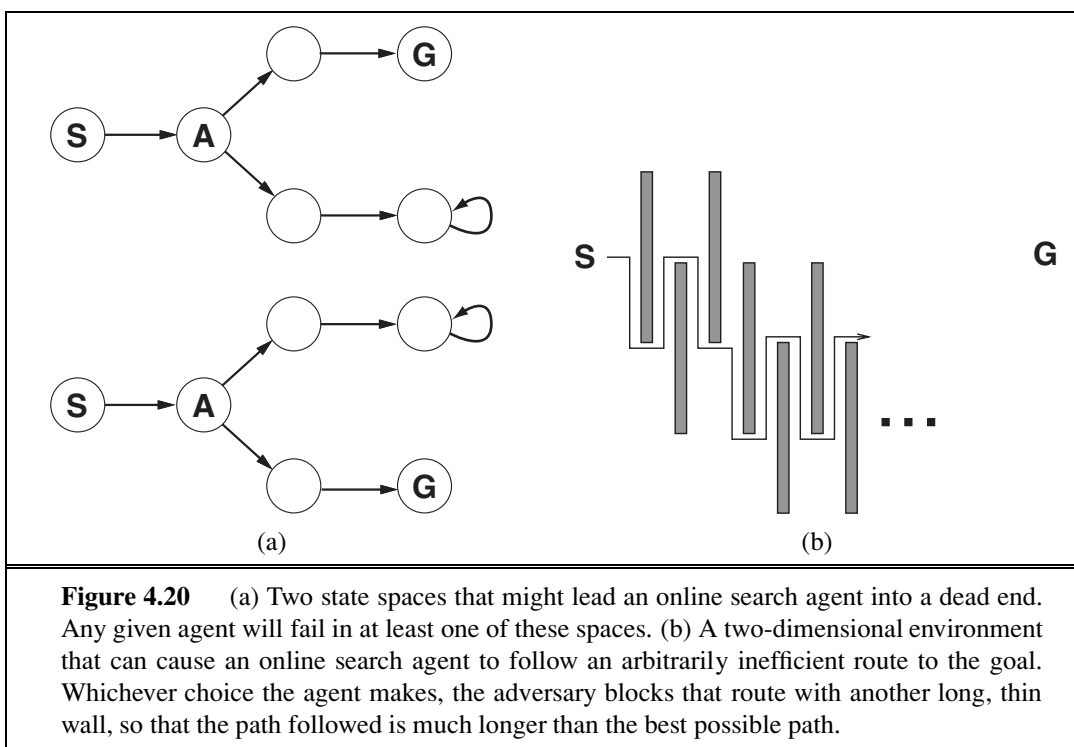 G
S A
S G
S A
G
(a) (b)
Figure 4.20 (a) Two state spaces that might lead an online search agent into a dead end.
Any given agent will fail in at least one of these spaces. (b) A two-dimensional environment
that can cause an online search agent to follow an arbitrarily inefficient route to the goal.
Whichever choice the agent makes, the adversary blocks that route with another long, thin
wall, so that the path followed is much longer than the best possible path.